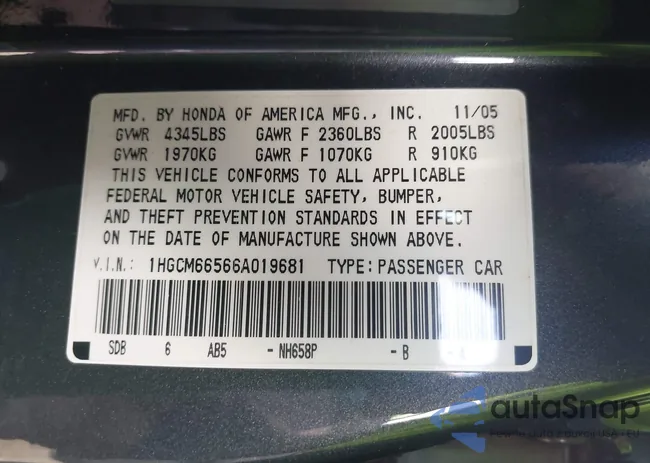 MFD. BY HONDA OF AMERICA MFG., INC. 11/05
GVWR 4345LBS GAWR F 2360LBS R 2005LBS
GVWR 1970KG GAWR F 1070KG R 910KG
THIS VEHICLE CONFORMS TO ALL APPLICABLE
FEDERAL MOTOR VEHICLE SAFETY, BUMPER,
AND THEFT PREVENTION STANDARDS IN EFFECT
ON THE DATE OF MANUFACTURE SHOWN ABOVE.
V.I.N.: 1HGCM66566A019681 TYPE: PASSENGER CAR
SDB 6 AB5 - NH658P - B - A
autoSnap